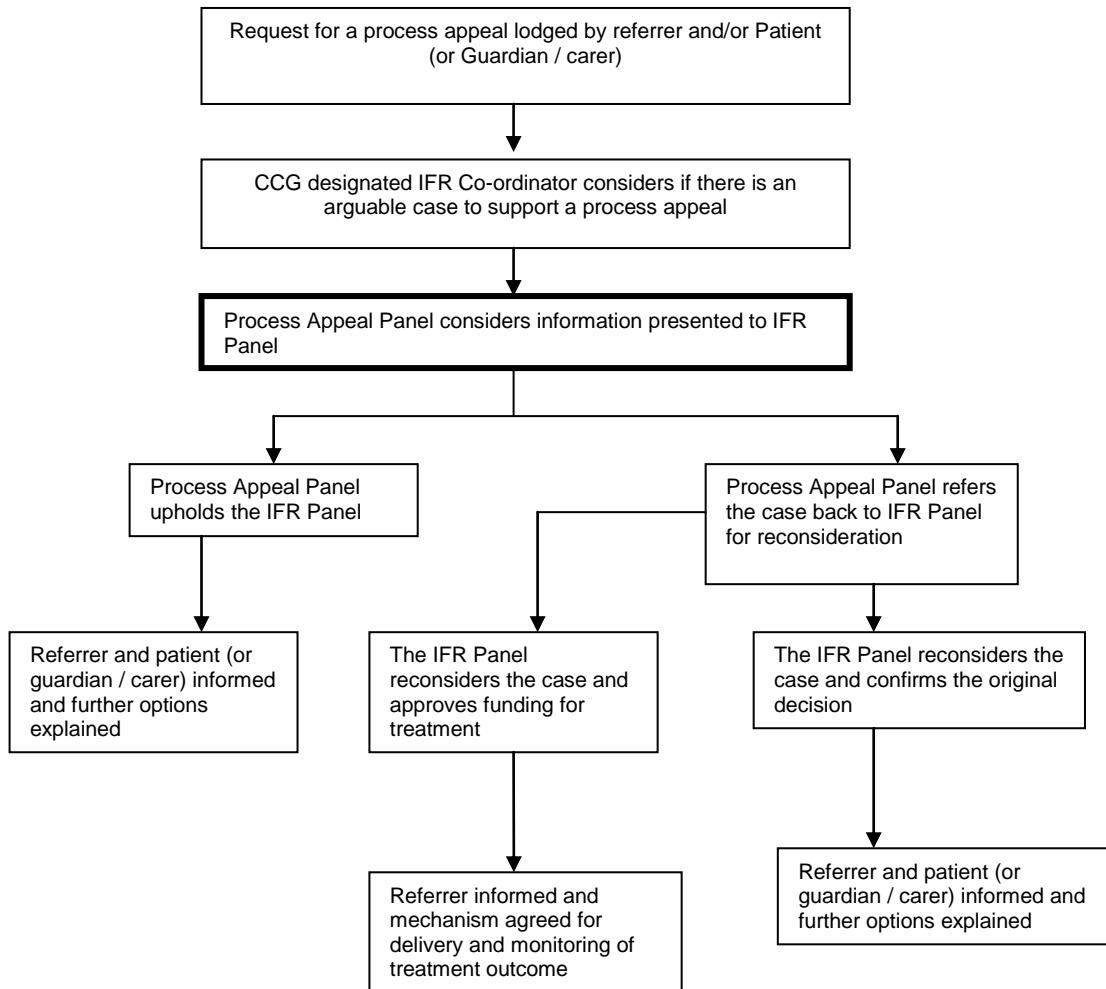 Request for a process appeal lodged by referrer and/or Patient
(or Guardian / carer)
CCG designated IFR Co-ordinator considers if there is an
arguable case to support a process appeal
Process Appeal Panel considers information presented to IFR
Panel
Process Appeal Panel
upholds the IFR Panel
Process Appeal Panel refers
the case back to IFR Panel
for reconsideration
Referrer and patient (or
guardian / carer) informed
and further options
explained
The IFR Panel
reconsiders the case and
approves funding for
treatment
The IFR Panel reconsiders the
case and confirms the original
decision
Referrer informed and
mechanism agreed for
delivery and monitoring of
treatment outcome
Referrer and patient (or
guardian / carer) informed and
further options explained